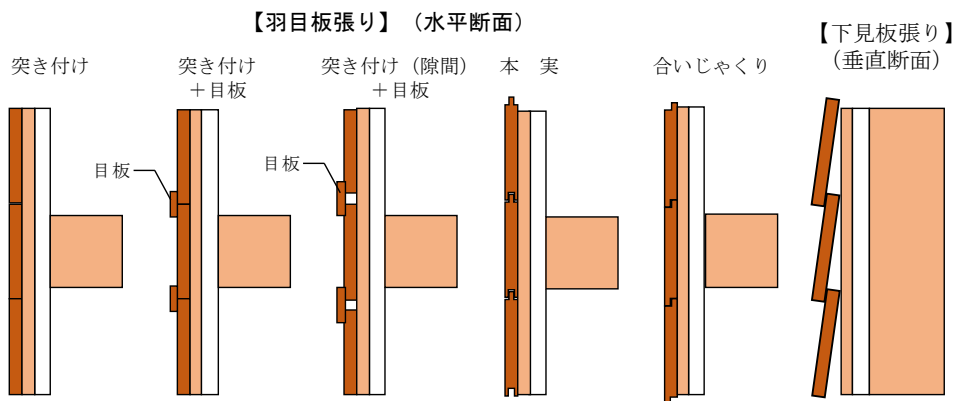 【羽目板張り】（水平断面）
【下見板張り】
（垂直断面）
突き付け
突き付け
＋目板
突き付け（隙間）
＋目板
本　実
合いじゃくり
目板
目板